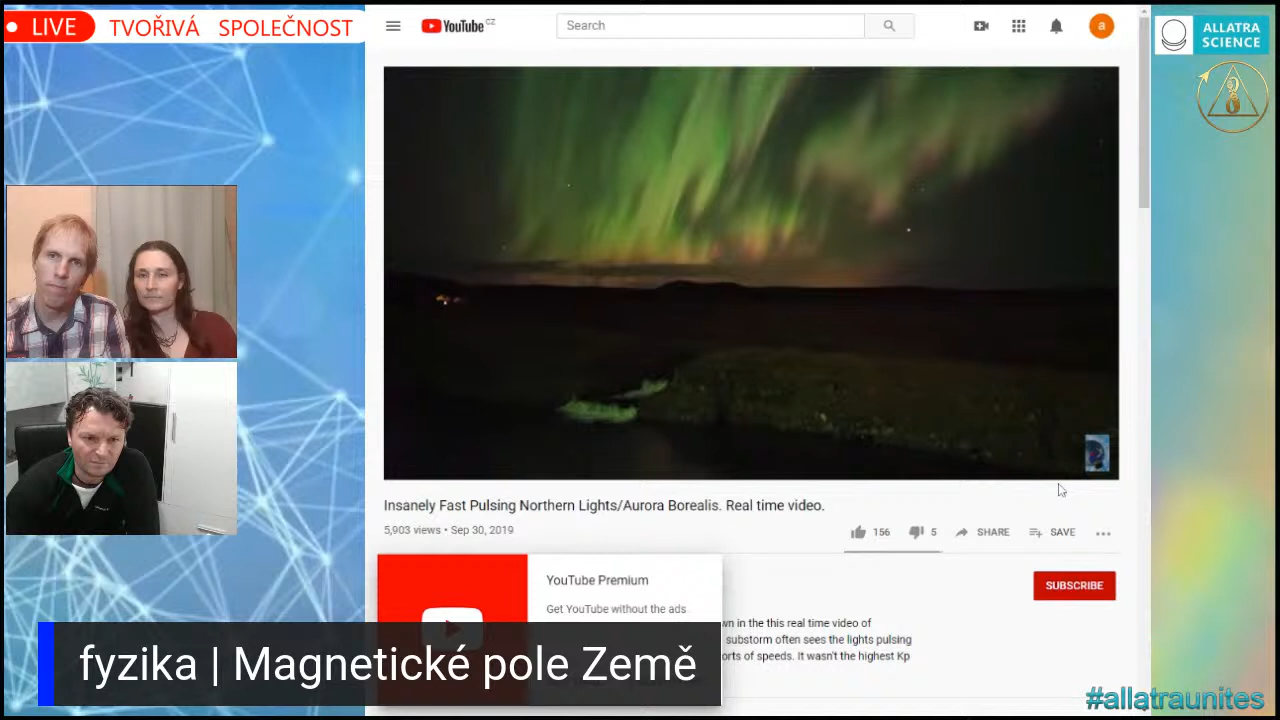 LIVE
TVOŘIVÁ SPOLEČNOST
YouTube CZ
Search
a
ALLATRA
SCIENCE
Insanely Fast Pulsing Northern Lights/Aurora Borealis. Real time video.
5,903 views • Sep 30, 2019
156
5
SHARE
SAVE
YouTube Premium
Get YouTube without the ads
SUBSCRIBE
wn in the this real time video of
substorm often sees the lights pulsing
orts of speeds. It wasn't the highest Kp
fyzika | Magnetické pole Země
#allatraunites